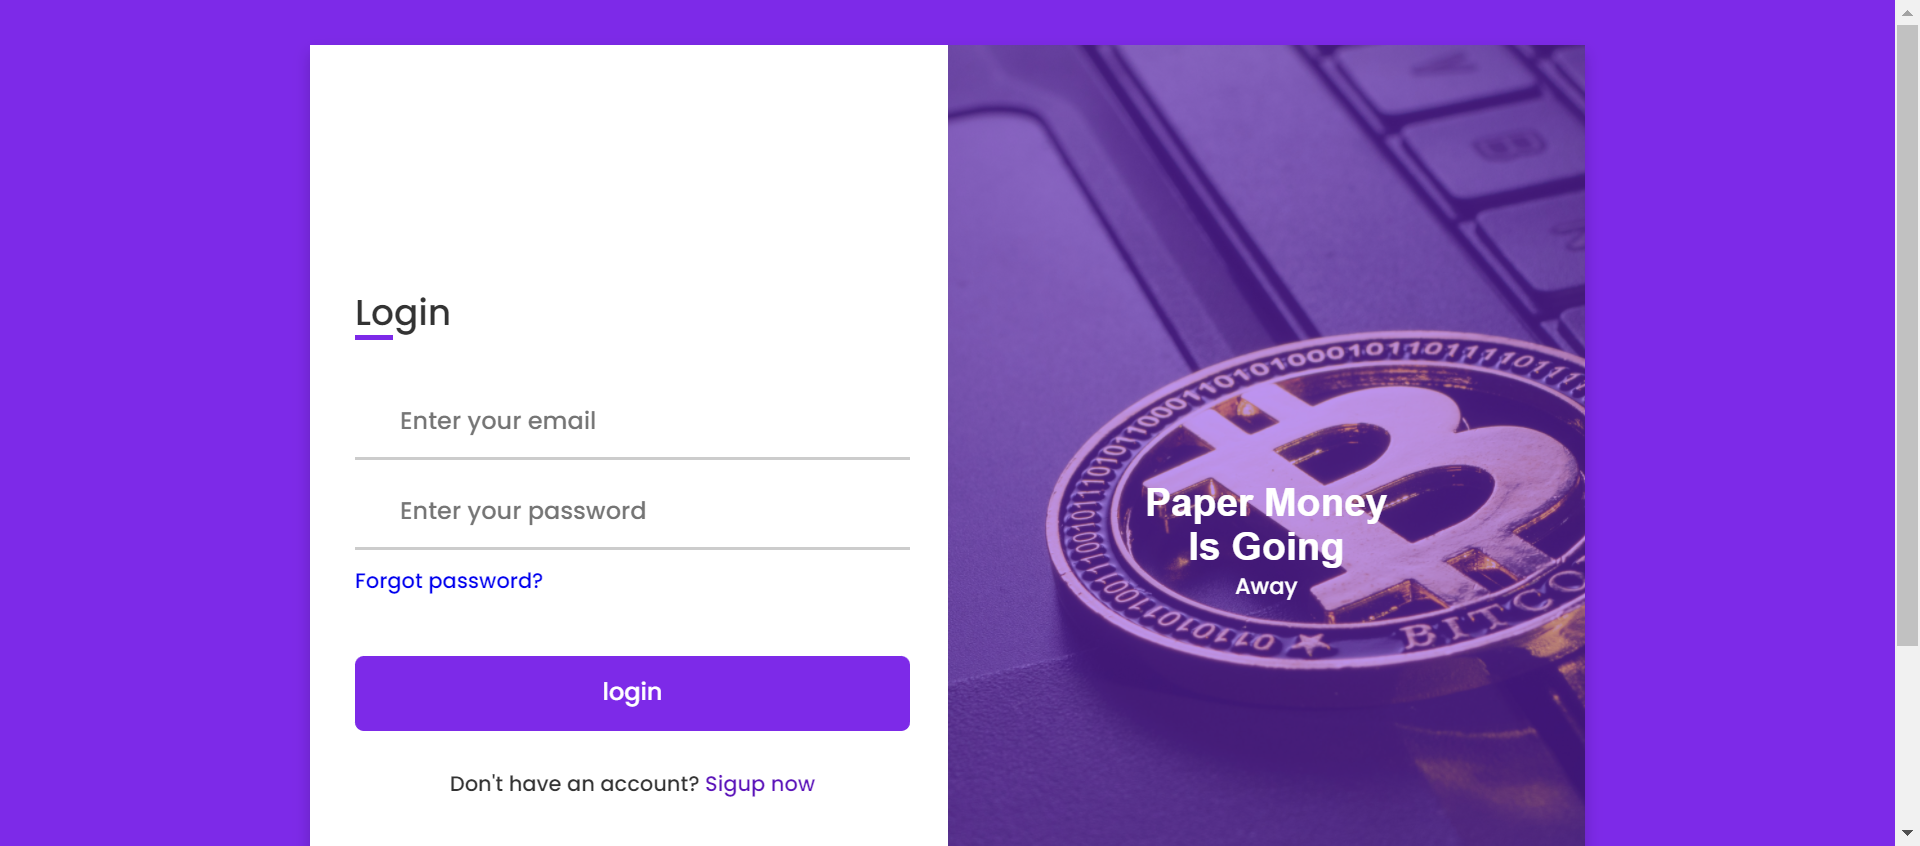 Login
Enter your email
Enter your password
Forgot password?
login
Don't have an account? Sigup now
Paper Money
Is Going
Away
BITCO